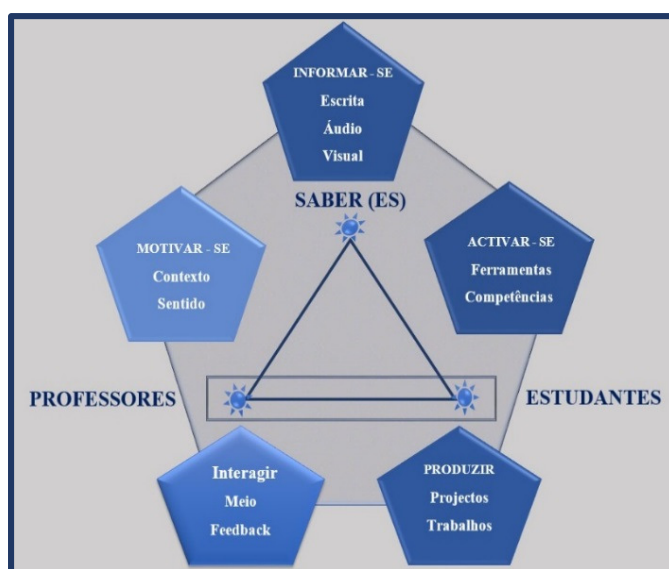 INFORMAR - SE
Escrita
Áudio
Visual
SABER (ES)
MOTIVAR - SE
Contexto
Sentido
ACTIVAR - SE
Ferramentas
Competências
PROFESSORES
ESTUDANTES
Interagir
Meio
Feedback
PRODUZIR
Projectos
Trabalhos